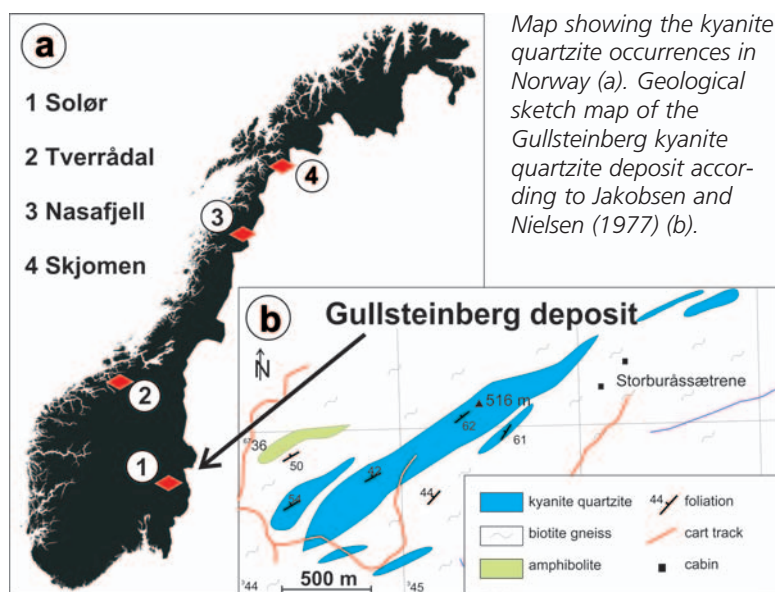 a
1 Solør
2 Tverrådal
3 Nasafjell
4 Skjomen
4
3
2
1
Map showing the kyanite
quartzite occurrences in
Norway (a). Geological
sketch map of the
Gullsteinberg kyanite
quartzite deposit accor-
ding to Jakobsen and
Nielsen (1977) (b).
b
Gullsteinberg deposit
N
Storburåssætrene
516 m
62
61
⁶⁷36
50
42
54
44
³44
³45
500 m
kyanite quartzite
biotite gneiss
amphibolite
44
foliation
cart track
cabin